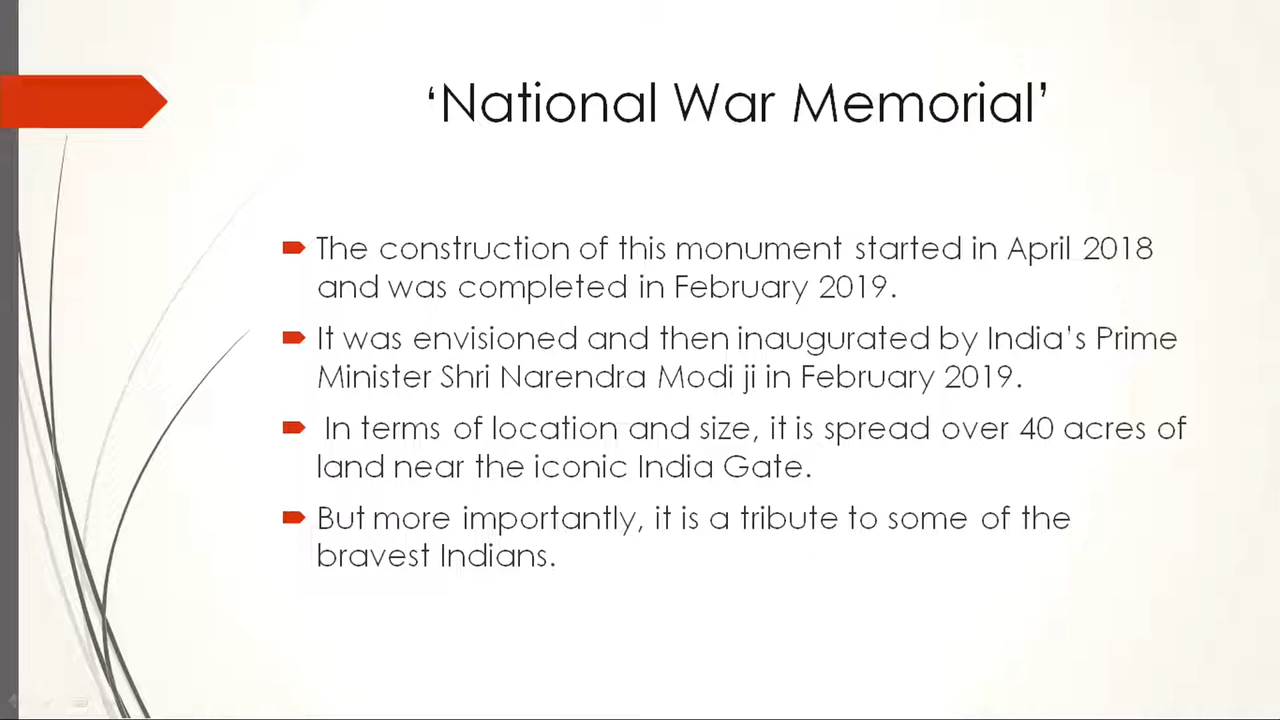 ‘National War Memorial’
The construction of this monument started in April 2018
and was completed in February 2019.
It was envisioned and then inaugurated by India's Prime
Minister Shri Narendra Modi ji in February 2019.
In terms of location and size, it is spread over 40 acres of
land near the iconic India Gate.
But more importantly, it is a tribute to some of the
bravest Indians.